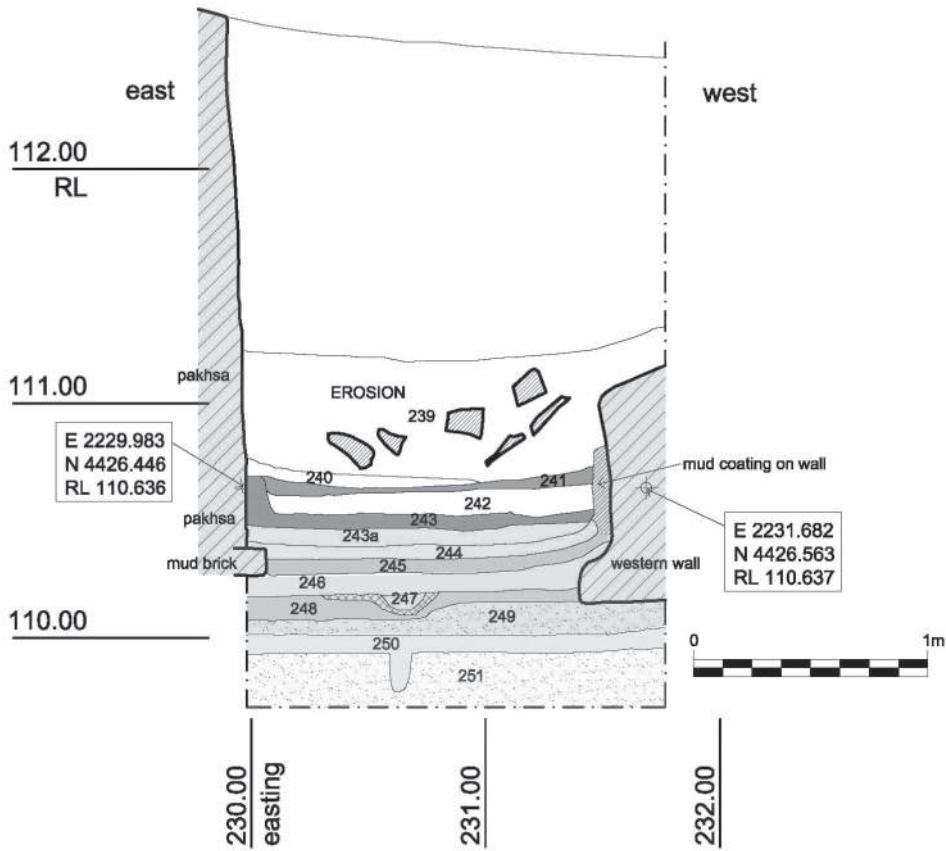 east
west
112.00
RL
111.00
pakhsa
EROSION
239
E 2229.983
N 4426.446
RL 110.636
240
241
mud coating on wall
242
pakhsa
243
243a
E 2231.682
N 4426.563
RL 110.637
244
mud brick
245
western wall
246
247
248
249
110.00
250
251
0
1m
230.00
easting
231.00
232.00